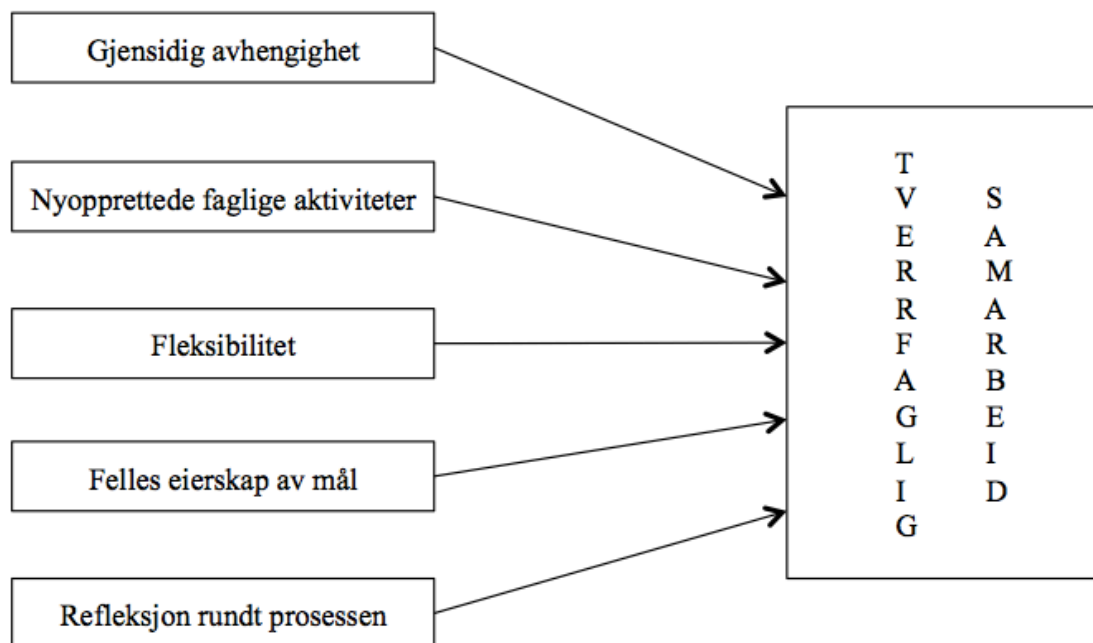 Gjensidig avhengighet
Nyopprettede faglige aktiviteter
Fleksibilitet
Felles eierskap av mål
Refleksjon rundt prosessen
TVERRFAGLIG
SAMARBEID